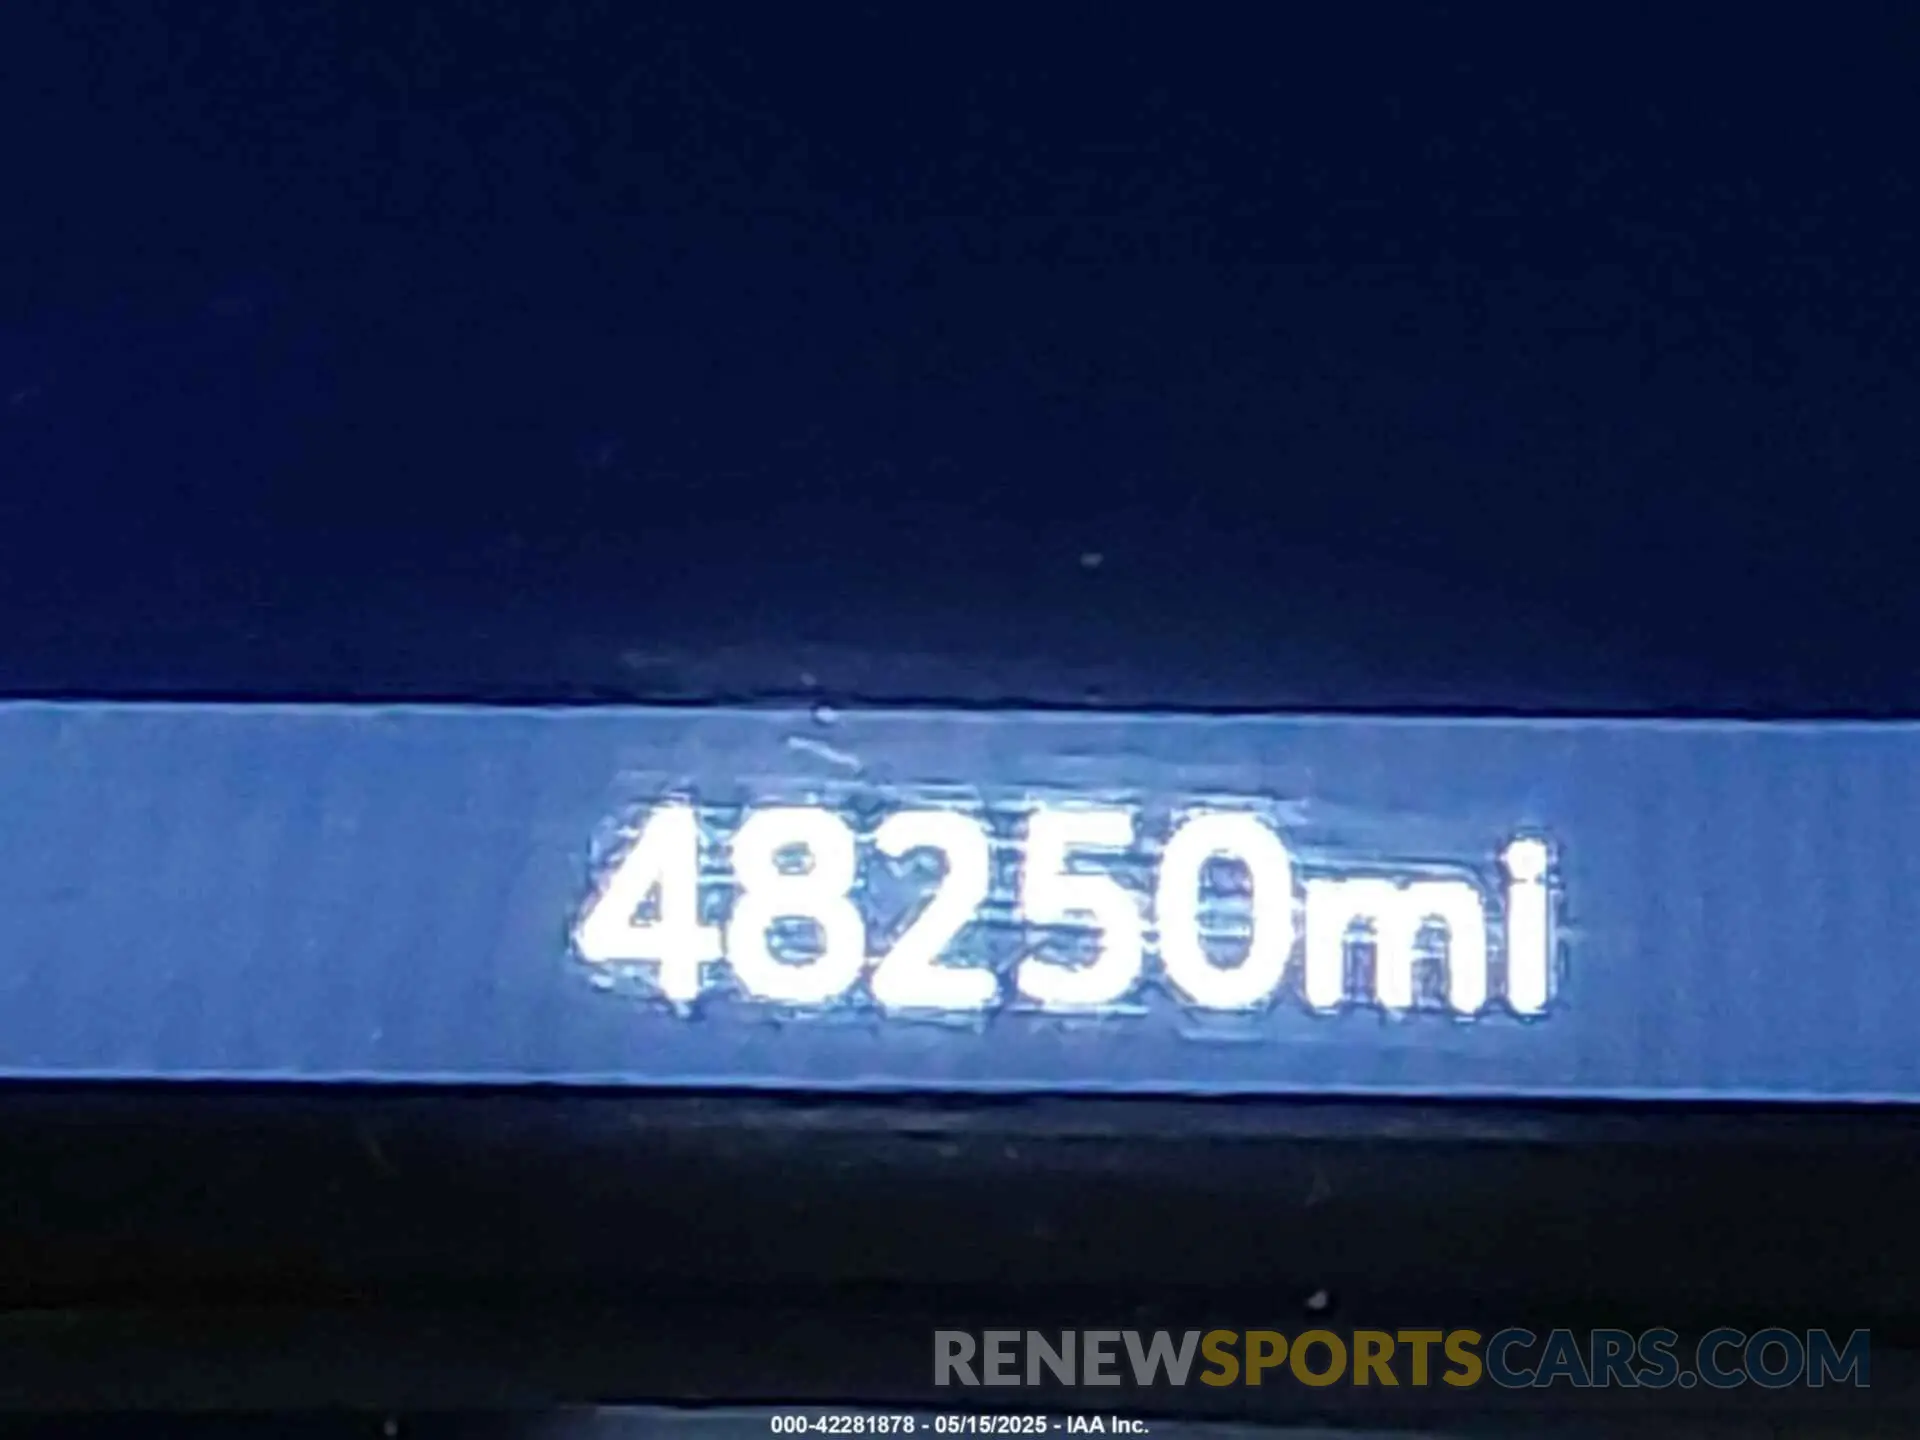 48250mi
RENEWSPORTSCARS.COM
000-42281878 - 05/15/2025 - IAA Inc.